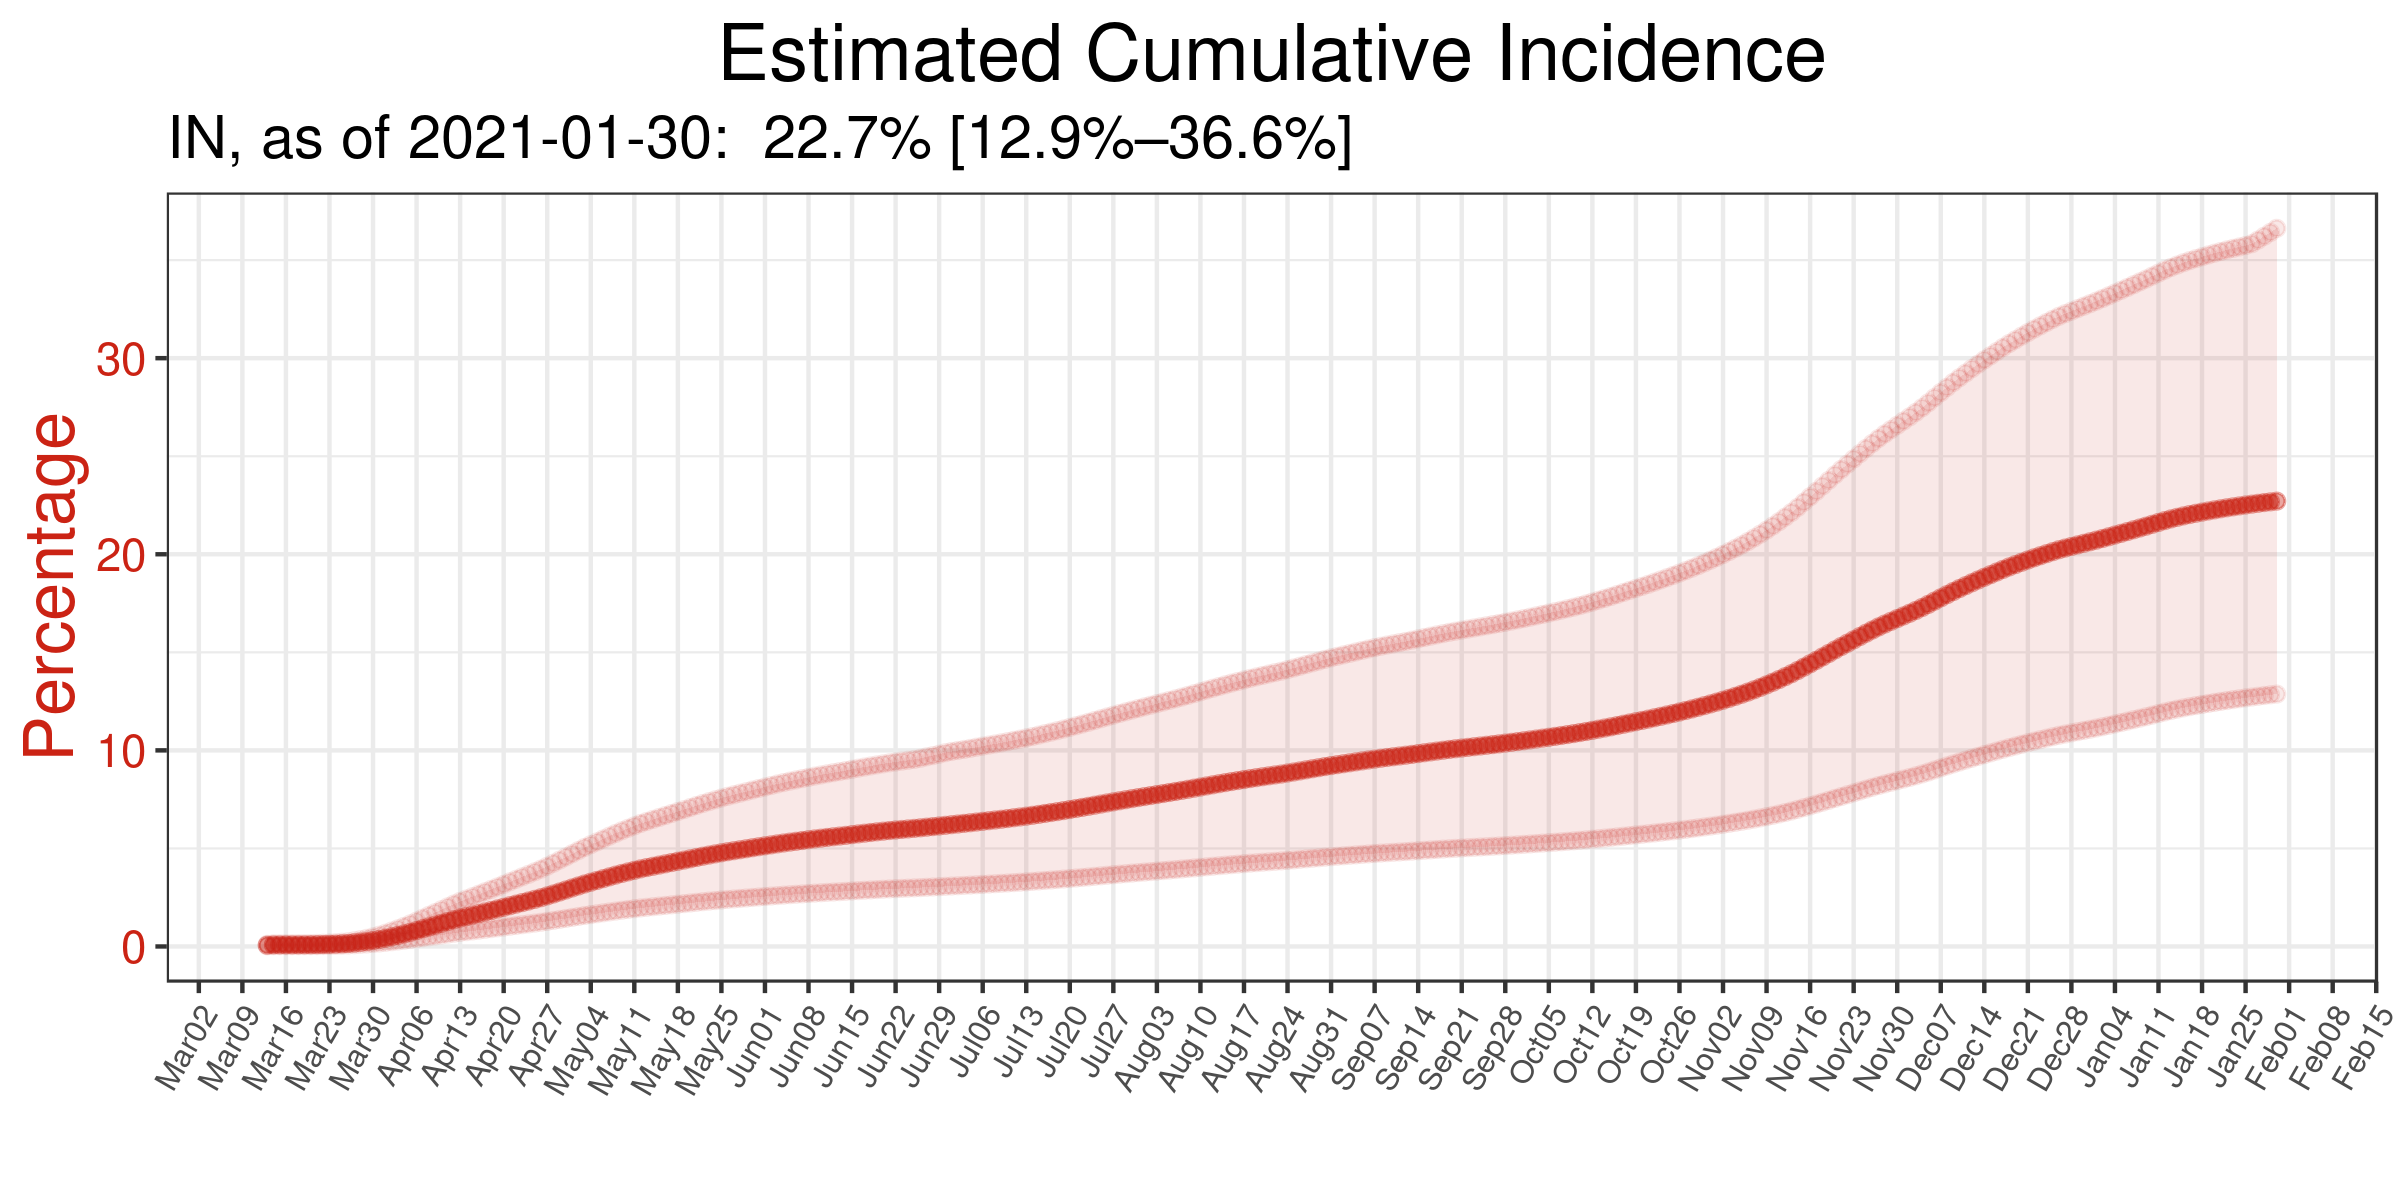 Estimated Cumulative Incidence
IN, as of 2021-01-30:  22.7% [12.9%–36.6%]
Percentage
30
20
10
0
Mar02
Mar09
Mar16
Mar23
Mar30
Apr06
Apr13
Apr20
Apr27
May04
May11
May18
May25
Jun01
Jun08
Jun15
Jun22
Jun29
Jul06
Jul13
Jul20
Jul27
Aug03
Aug10
Aug17
Aug24
Aug31
Sep07
Sep14
Sep21
Sep28
Oct05
Oct12
Oct19
Oct26
Nov02
Nov09
Nov16
Nov23
Nov30
Dec07
Dec14
Dec21
Dec28
Jan04
Jan11
Jan18
Jan25
Feb01
Feb08
Feb15